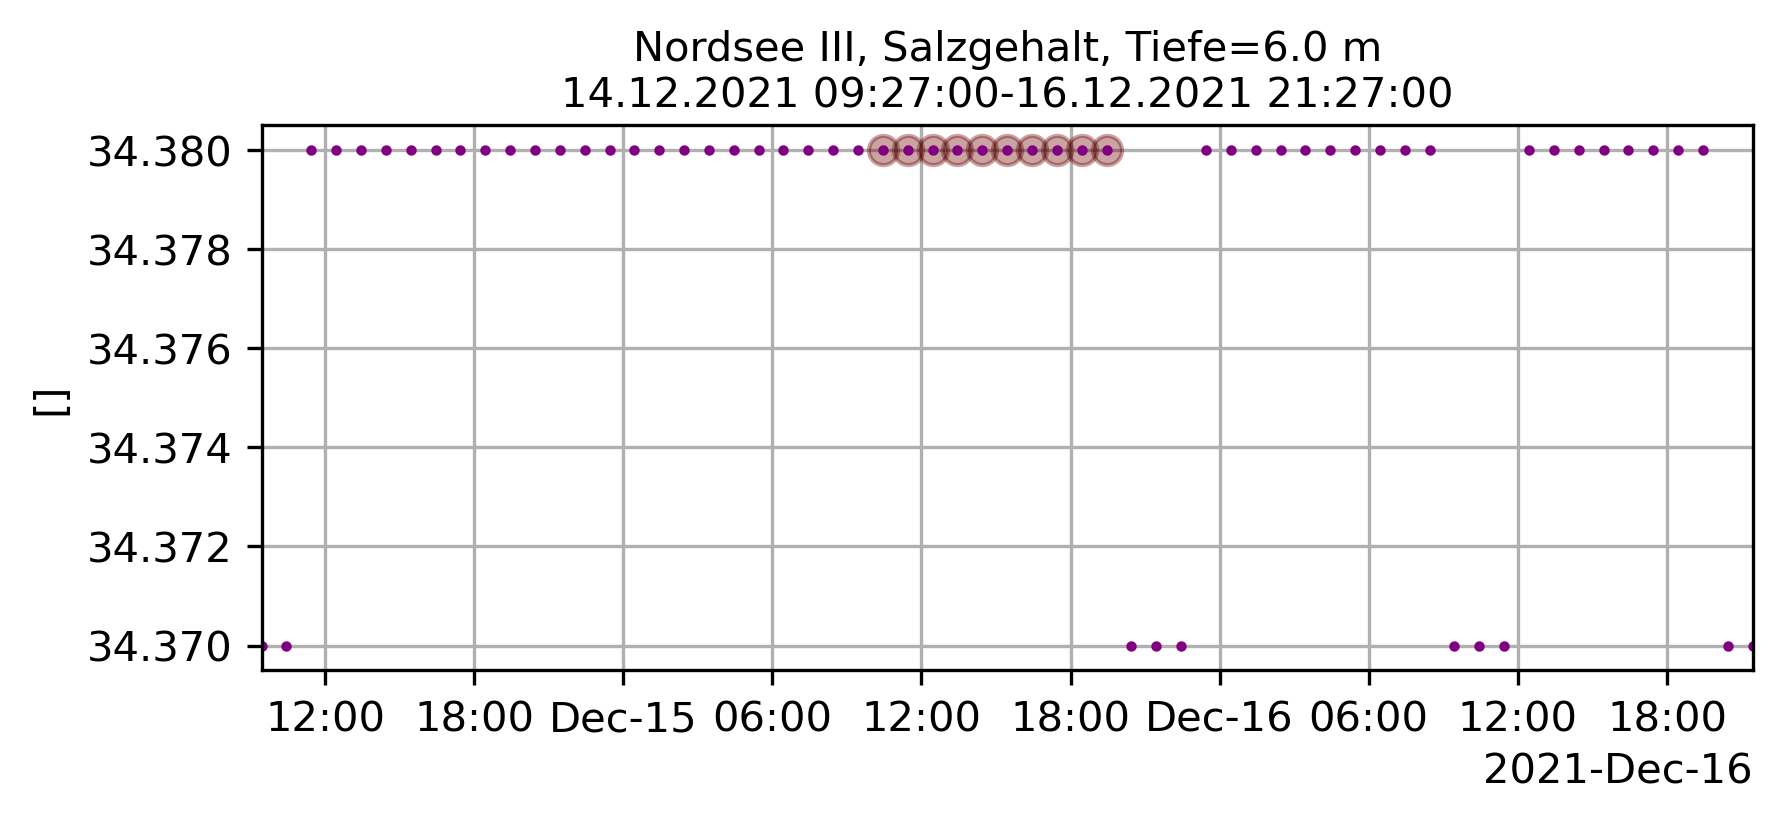 Nordsee III, Salzgehalt, Tiefe=6.0 m
14.12.2021 09:27:00-16.12.2021 21:27:00
34.380
34.378
34.376
34.374
34.372
34.370
[]
12:00 18:00 Dec-15 06:00 12:00 18:00 Dec-16 06:00 12:00 18:00
2021-Dec-16